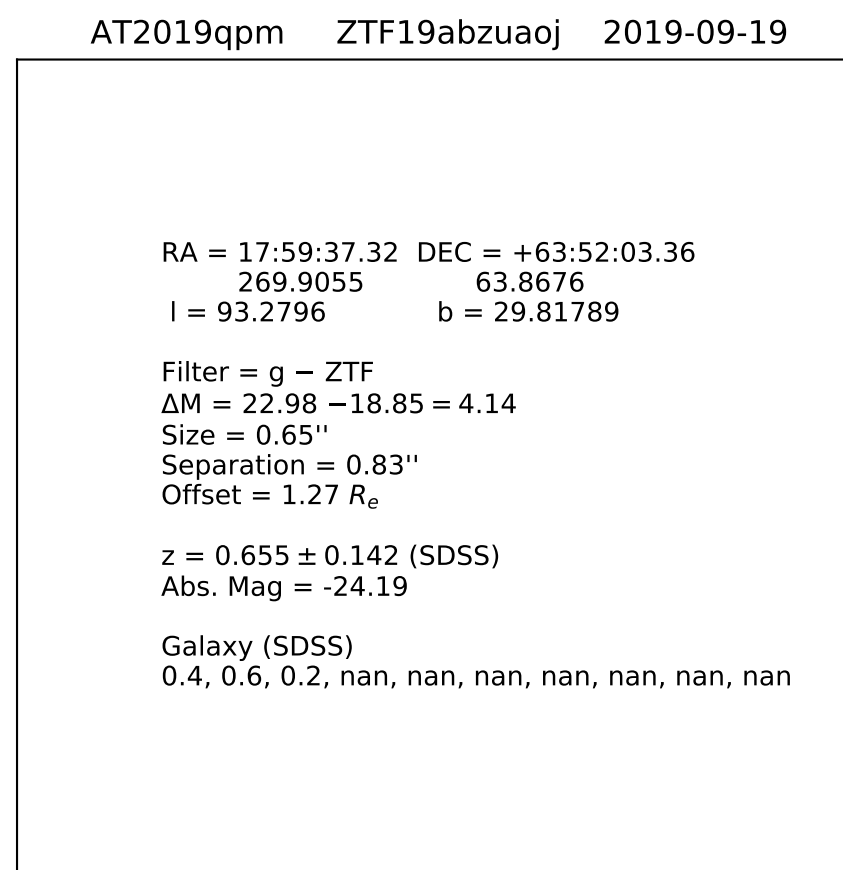 AT2019qpm ZTF19abzuaoj 2019-09-19
RA = 17:59:37.32 DEC = +63:52:03.36
269.9055 63.8676
l = 93.2796 b = 29.81789
Filter = g − ZTF
ΔM = 22.98 −18.85 = 4.14
Size = 0.65''
Separation = 0.83''
Offset = 1.27 Rₑ
z = 0.655 ± 0.142 (SDSS)
Abs. Mag = -24.19
Galaxy (SDSS)
0.4, 0.6, 0.2, nan, nan, nan, nan, nan, nan, nan